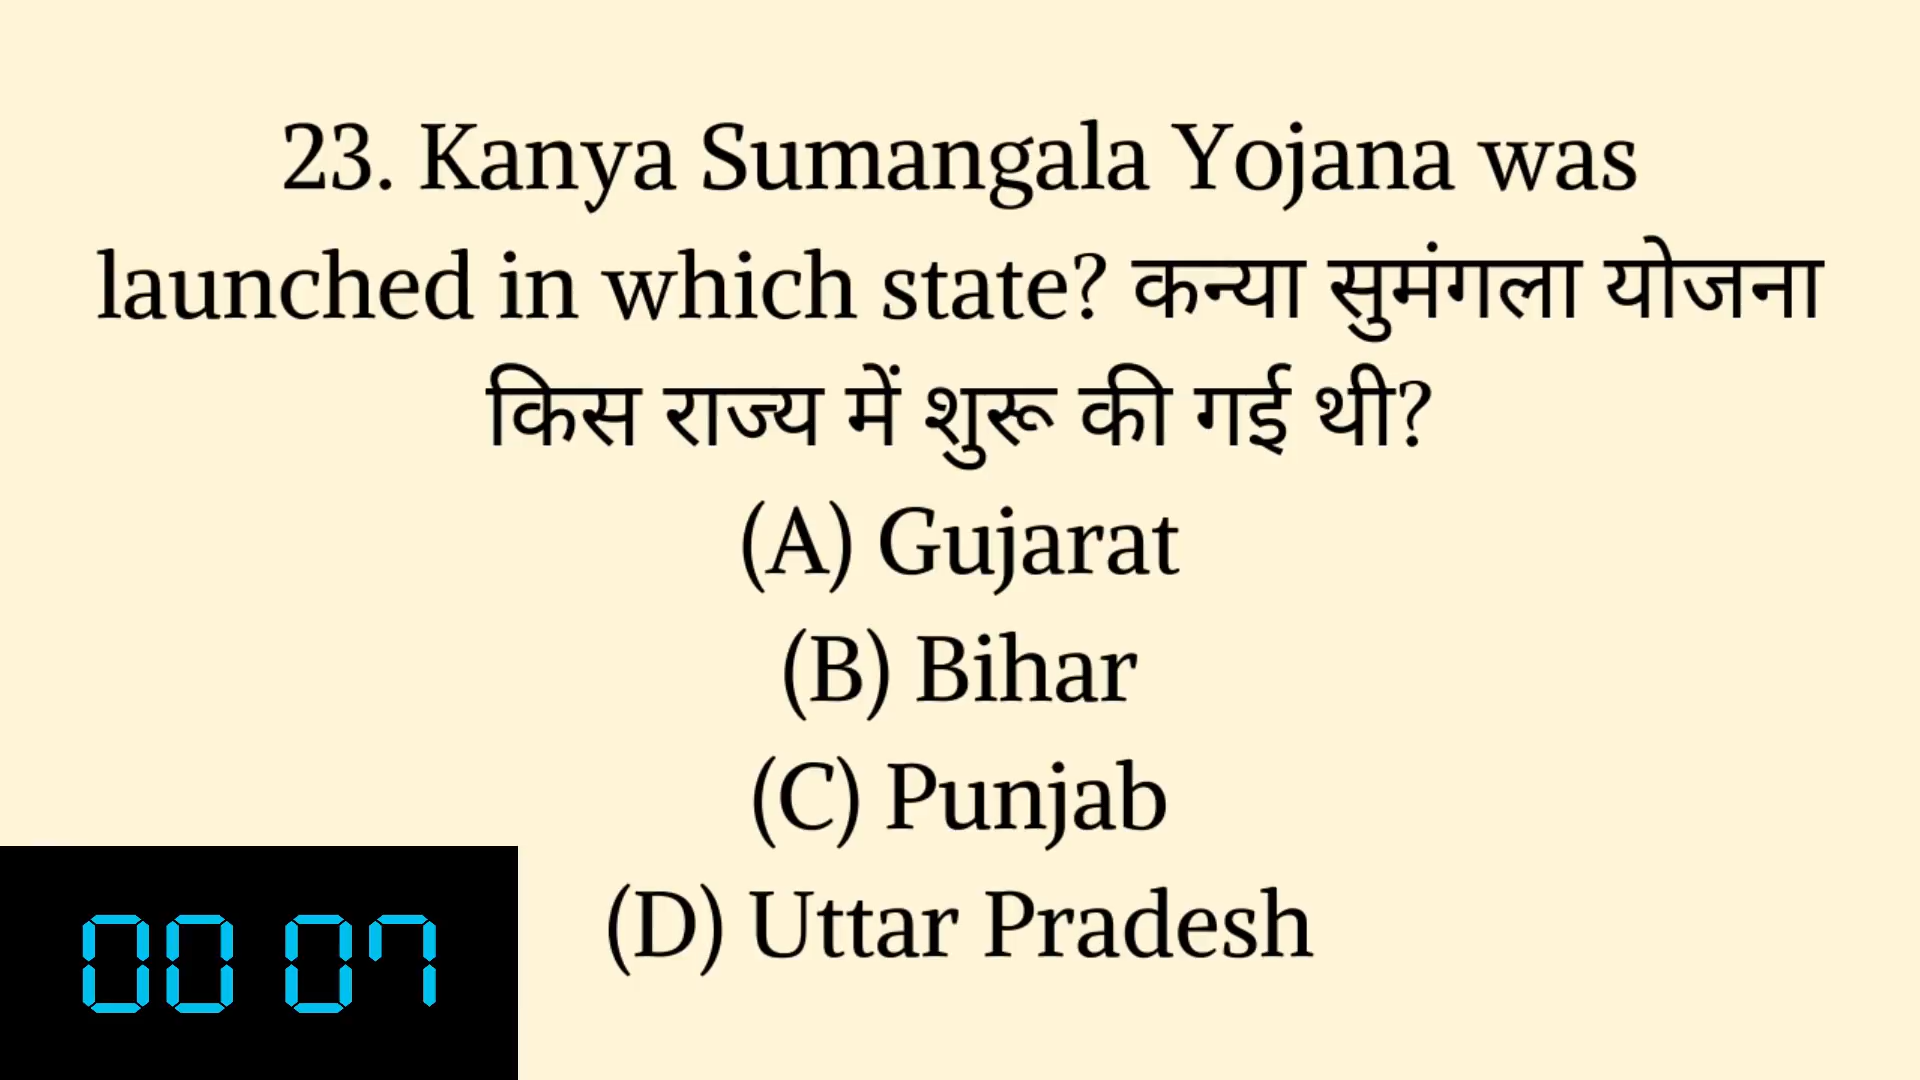 23. Kanya Sumangala Yojana was
launched in which state? कन्या सुमंगला योजना
किस राज्य में शुरू की गई थी?
(A) Gujarat
(B) Bihar
(C) Punjab
(D) Uttar Pradesh
00 07